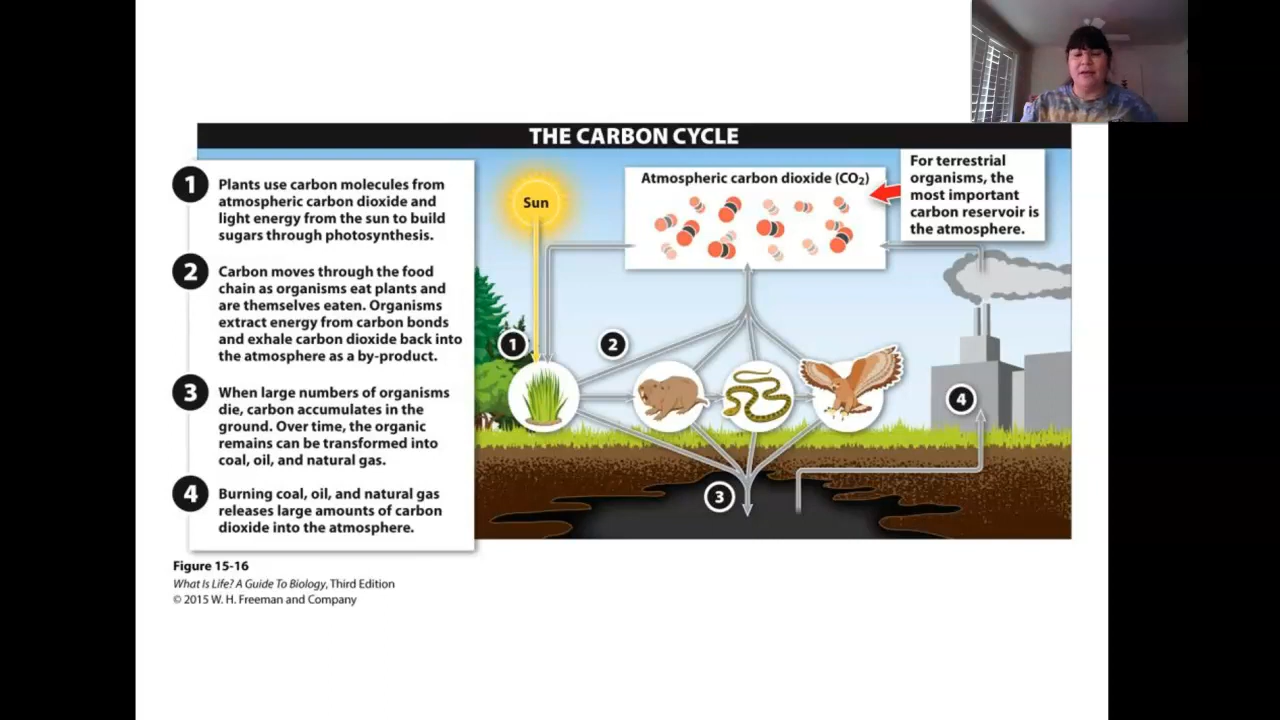 THE CARBON CYCLE
1
Plants use carbon molecules from
atmospheric carbon dioxide and
light energy from the sun to build
sugars through photosynthesis.
2
Carbon moves through the food
chain as organisms eat plants and
are themselves eaten. Organisms
extract energy from carbon bonds
and exhale carbon dioxide back into
the atmosphere as a by-product.
3
When large numbers of organisms
die, carbon accumulates in the
ground. Over time, the organic
remains can be transformed into
coal, oil, and natural gas.
4
Burning coal, oil, and natural gas
releases large amounts of carbon
dioxide into the atmosphere.
Sun
Atmospheric carbon dioxide (CO₂)
For terrestrial
organisms, the
most important
carbon reservoir is
the atmosphere.
1
2
3
4
Figure 15-16
What Is Life? A Guide To Biology, Third Edition
© 2015 W. H. Freeman and Company